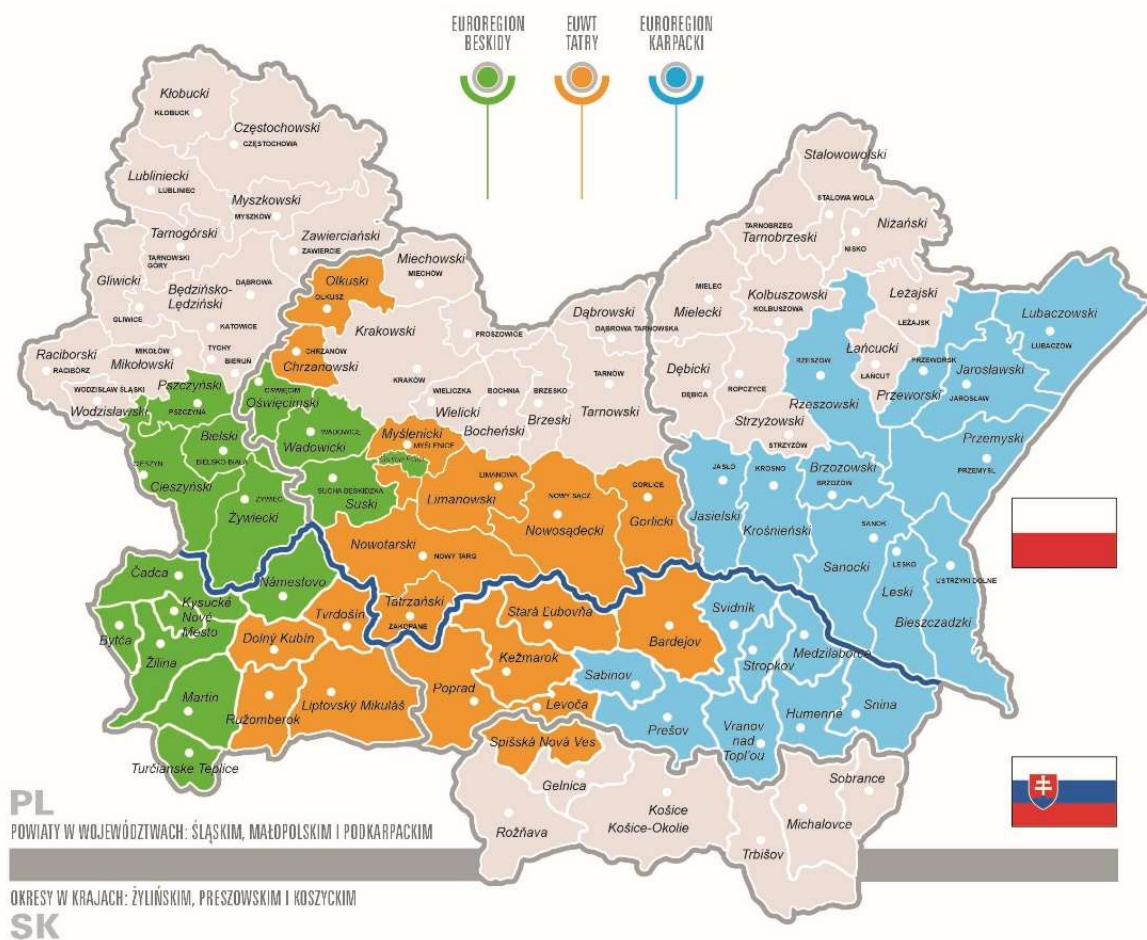 EUROREGION
BESKIDY
EUWT
TATRY
EUROREGION
KARPACKI
Kłobucki
KŁOBUCK
Częstochowski
CZĘSTOCHOWA
Lubliniecki
LUBLINIEC
Myszkowski
MYSZKÓW
Tarnogórski
TARNOWSKI
GÓRY
Zawierciański
ZAWIERCIE
Gliwicki
GLIWICE
Będzińsko-
Lędziński
DĄBROWA
KATOWICE
Raciborski
RACIBÓRZ
MIKOŁÓW
Mikołowski
TYCHY
BIERUŃ
WODZISŁAW ŚLĄSKI
Wodzisławski
Pszczyński
PSZCZYNA
Bielski
BIELSKO-BIAŁA
CIESZYN
Cieszyński
ŻYWIEC
Żywiecki
Olkuski
OLKUSZ
Miechowski
MIECHÓW
Krakowski
KRAKÓW
PROSZOWICE
CHRZANÓW
Chrzanowski
OŚWIĘCIM
Oświęcimski
WADOWICE
Wadowicki
Myślenicki
MYŚLENICE
SUCHA BESKIDZKA
Suski
WIELICZKA
Wielicki
BOCHNIA
Bocheński
BRZESKO
Brzeski
Dąbrowski
DĄBROWA TARNOWSKA
TARNÓW
Tarnowski
LIMANOWA
Limanowski
NOWY SĄCZ
Nowosądecki
GORLICE
Gorlicki
Nowotarski
NOWY TARG
Tatrzański
ZAKOPANE
Stalowowolski
STALOWA WOLA
TARNOBRZEG
Tarnobrzeski
Niżański
NISKO
MIELEC
Mielecki
Kolbuszowski
KOLBUSZOWA
Leżajski
LEŻAJSK
Lubaczowski
LUBACZÓW
RZESZÓW
Rzeszowski
Łańcucki
ŁAŃCUT
PRZEWORSK
Przeworski
Jarosławski
JAROSŁAW
Dębicki
DĘBICA
ROPCZYCE
Strzyżowski
STRZYŻÓW
Przemyski
PRZEMYŚL
JASŁO
Jasielski
KROSNO
Krośnieński
Brzozowski
BRZOZÓW
SANOK
Sanocki
LESKO
Leski
USTRZYKI DOLNE
Bieszczadzki
Čadca
Kysucké
Nové
Mesto
Bytča
Žilina
Námestovo
Tvrdošín
Dolný Kubín
Martin
Ružomberok
Liptovský Mikuláš
Turčianske Teplice
Poprad
Kežmarok
Stará Ľubovňa
Levoča
Spišská Nová Ves
Bardejov
Sabinov
Prešov
Svidník
Stropkov
Medzilaborce
Vranov
nad
Topľou
Humenné
Snina
Gelnica
Rožňava
Košice
Košice-Okolie
Trbišov
Michalovce
Sobrance
PL
POWIATY W WOJEWÓDZTWACH: ŚLĄSKIM, MAŁOPOLSKIM I PODKARPACKIM
OKRESY W KRAJACH: ŻYLIŃSKIM, PRESZOWSKIM I KOSZYCKIM
SK